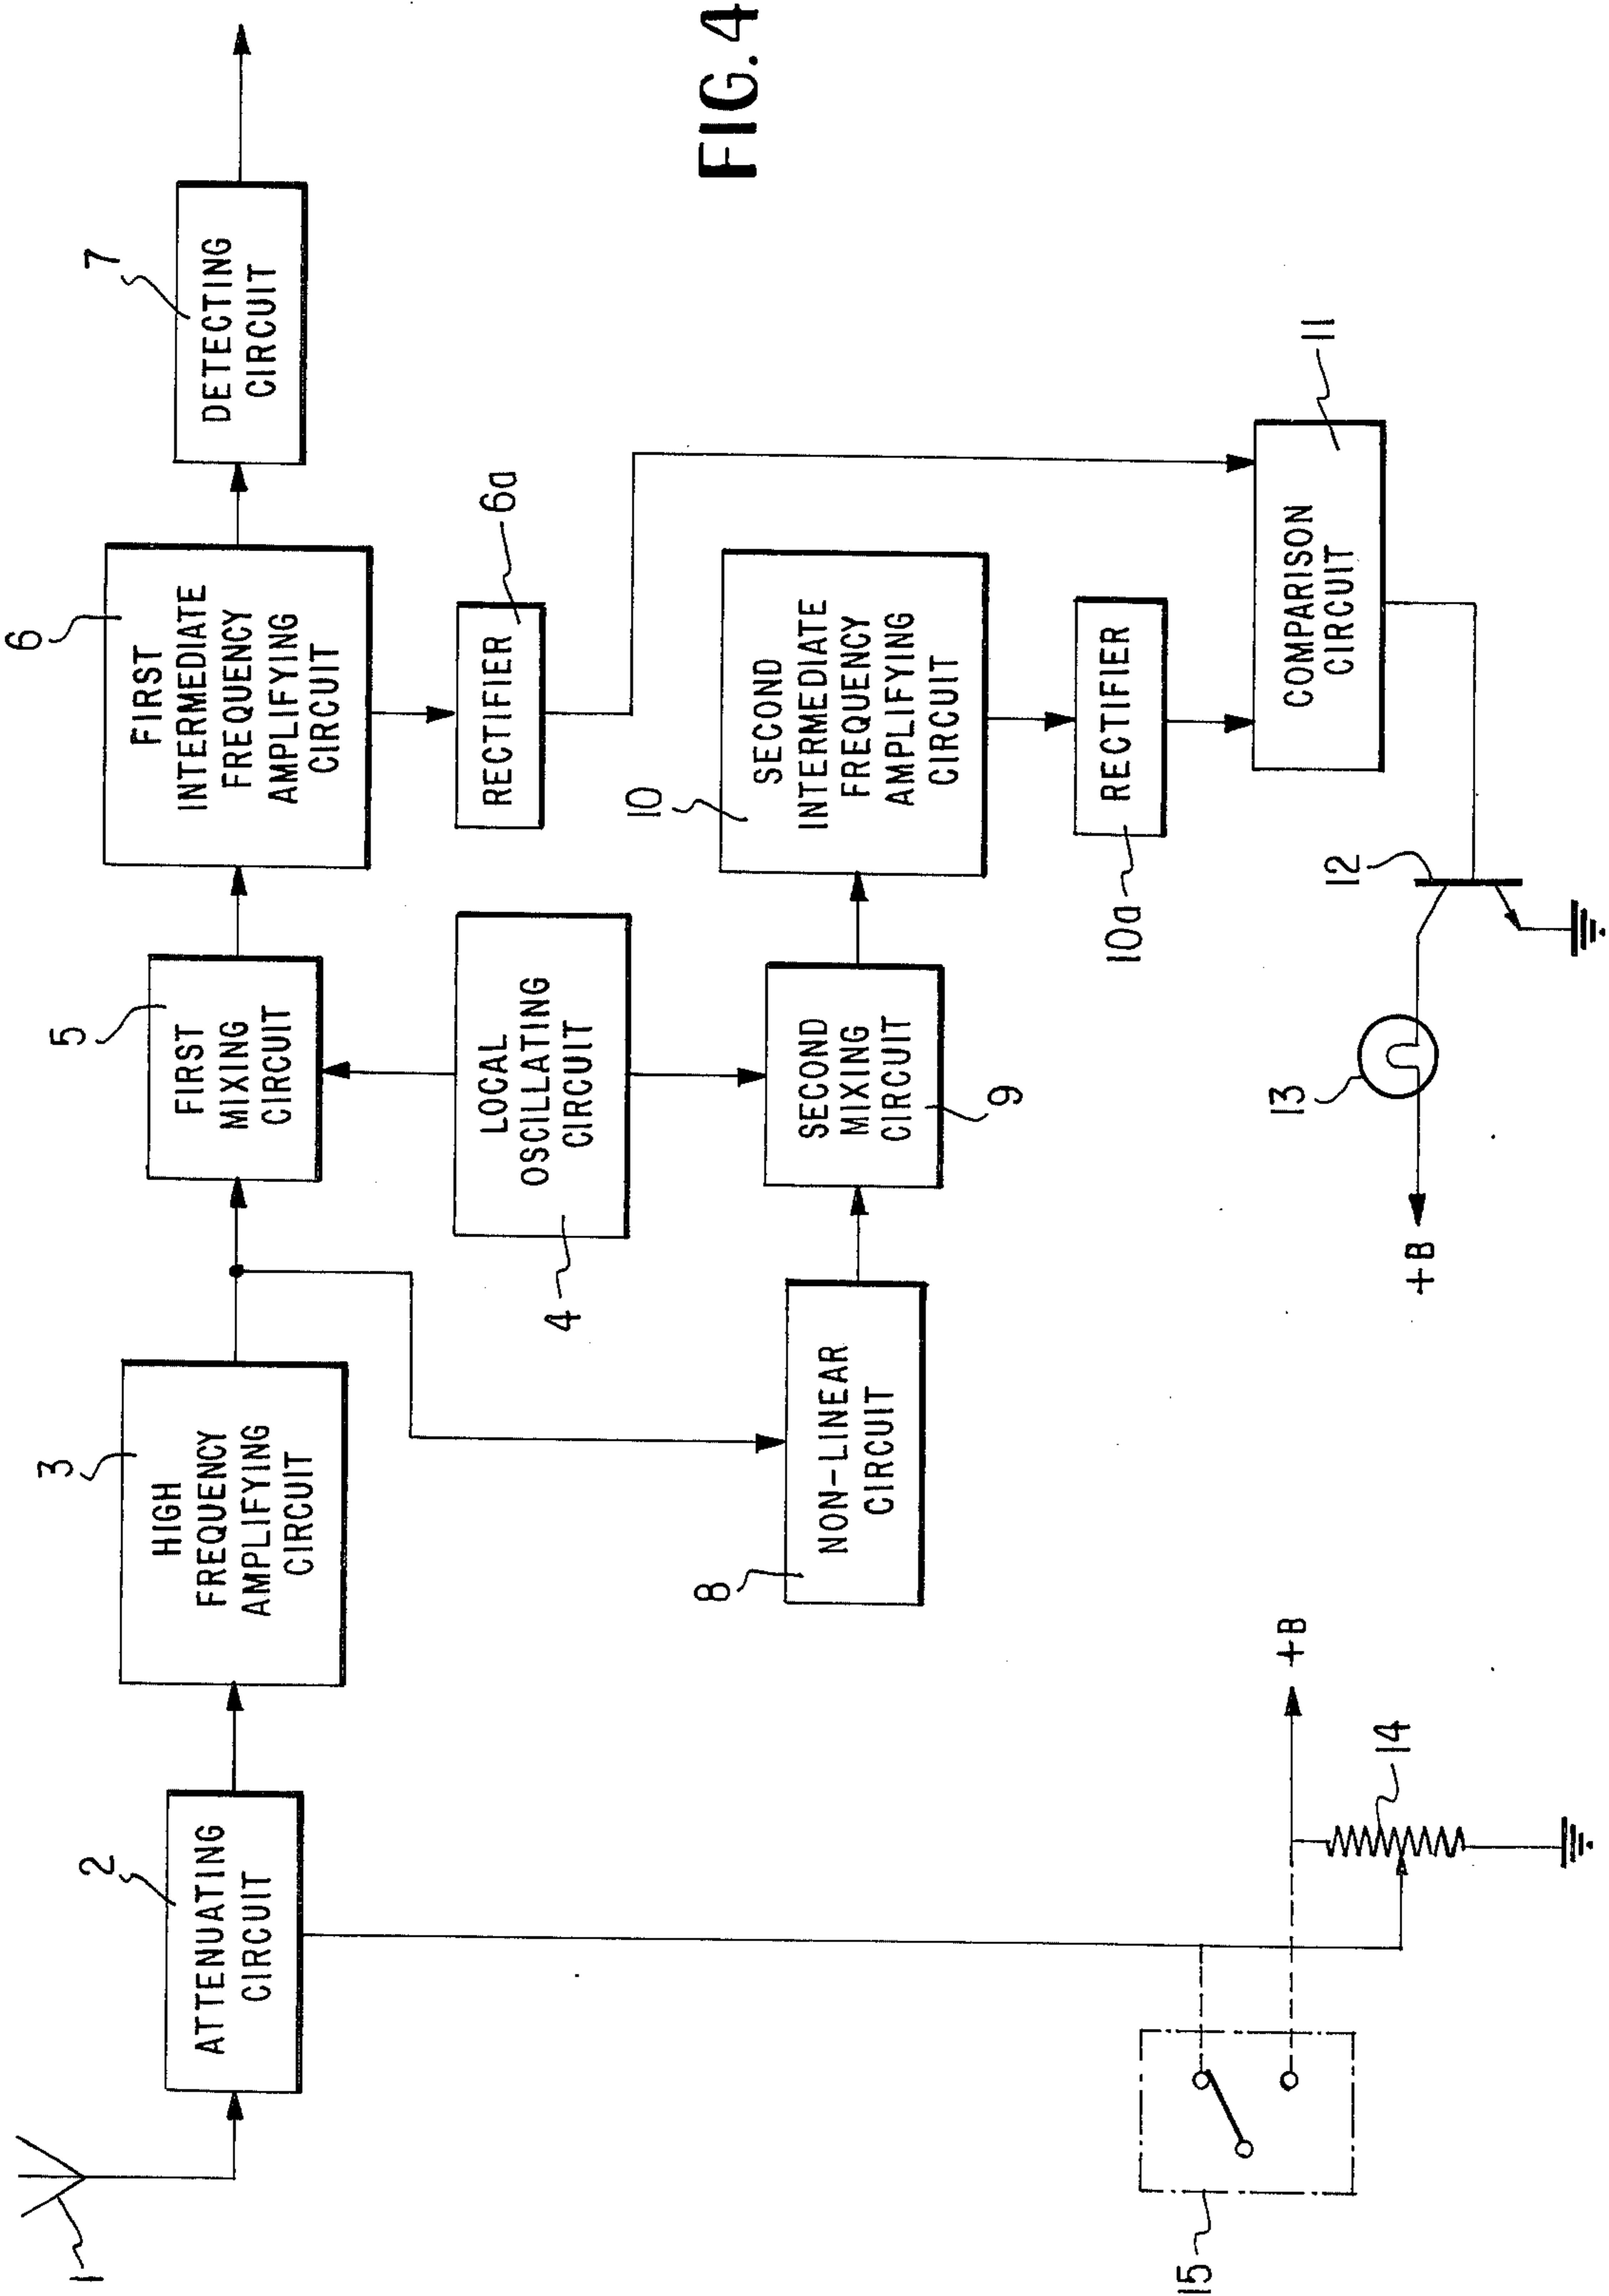 1
2
ATTENUATING
CIRCUIT
3
HIGH
FREQUENCY
AMPLIFYING
CIRCUIT
5
FIRST
MIXING
CIRCUIT
6
FIRST
INTERMEDIATE
FREQUENCY
AMPLIFYING
CIRCUIT
7
DETECTING
CIRCUIT
4
LOCAL
OSCILLATING
CIRCUIT
RECTIFIER
6a
8
NON-LINEAR
CIRCUIT
SECOND
MIXING
CIRCUIT
9
10
SECOND
INTERMEDIATE
FREQUENCY
AMPLIFYING
CIRCUIT
FIG. 4
RECTIFIER
10a
COMPARISON
CIRCUIT
11
12
13
+B
15
+B
14